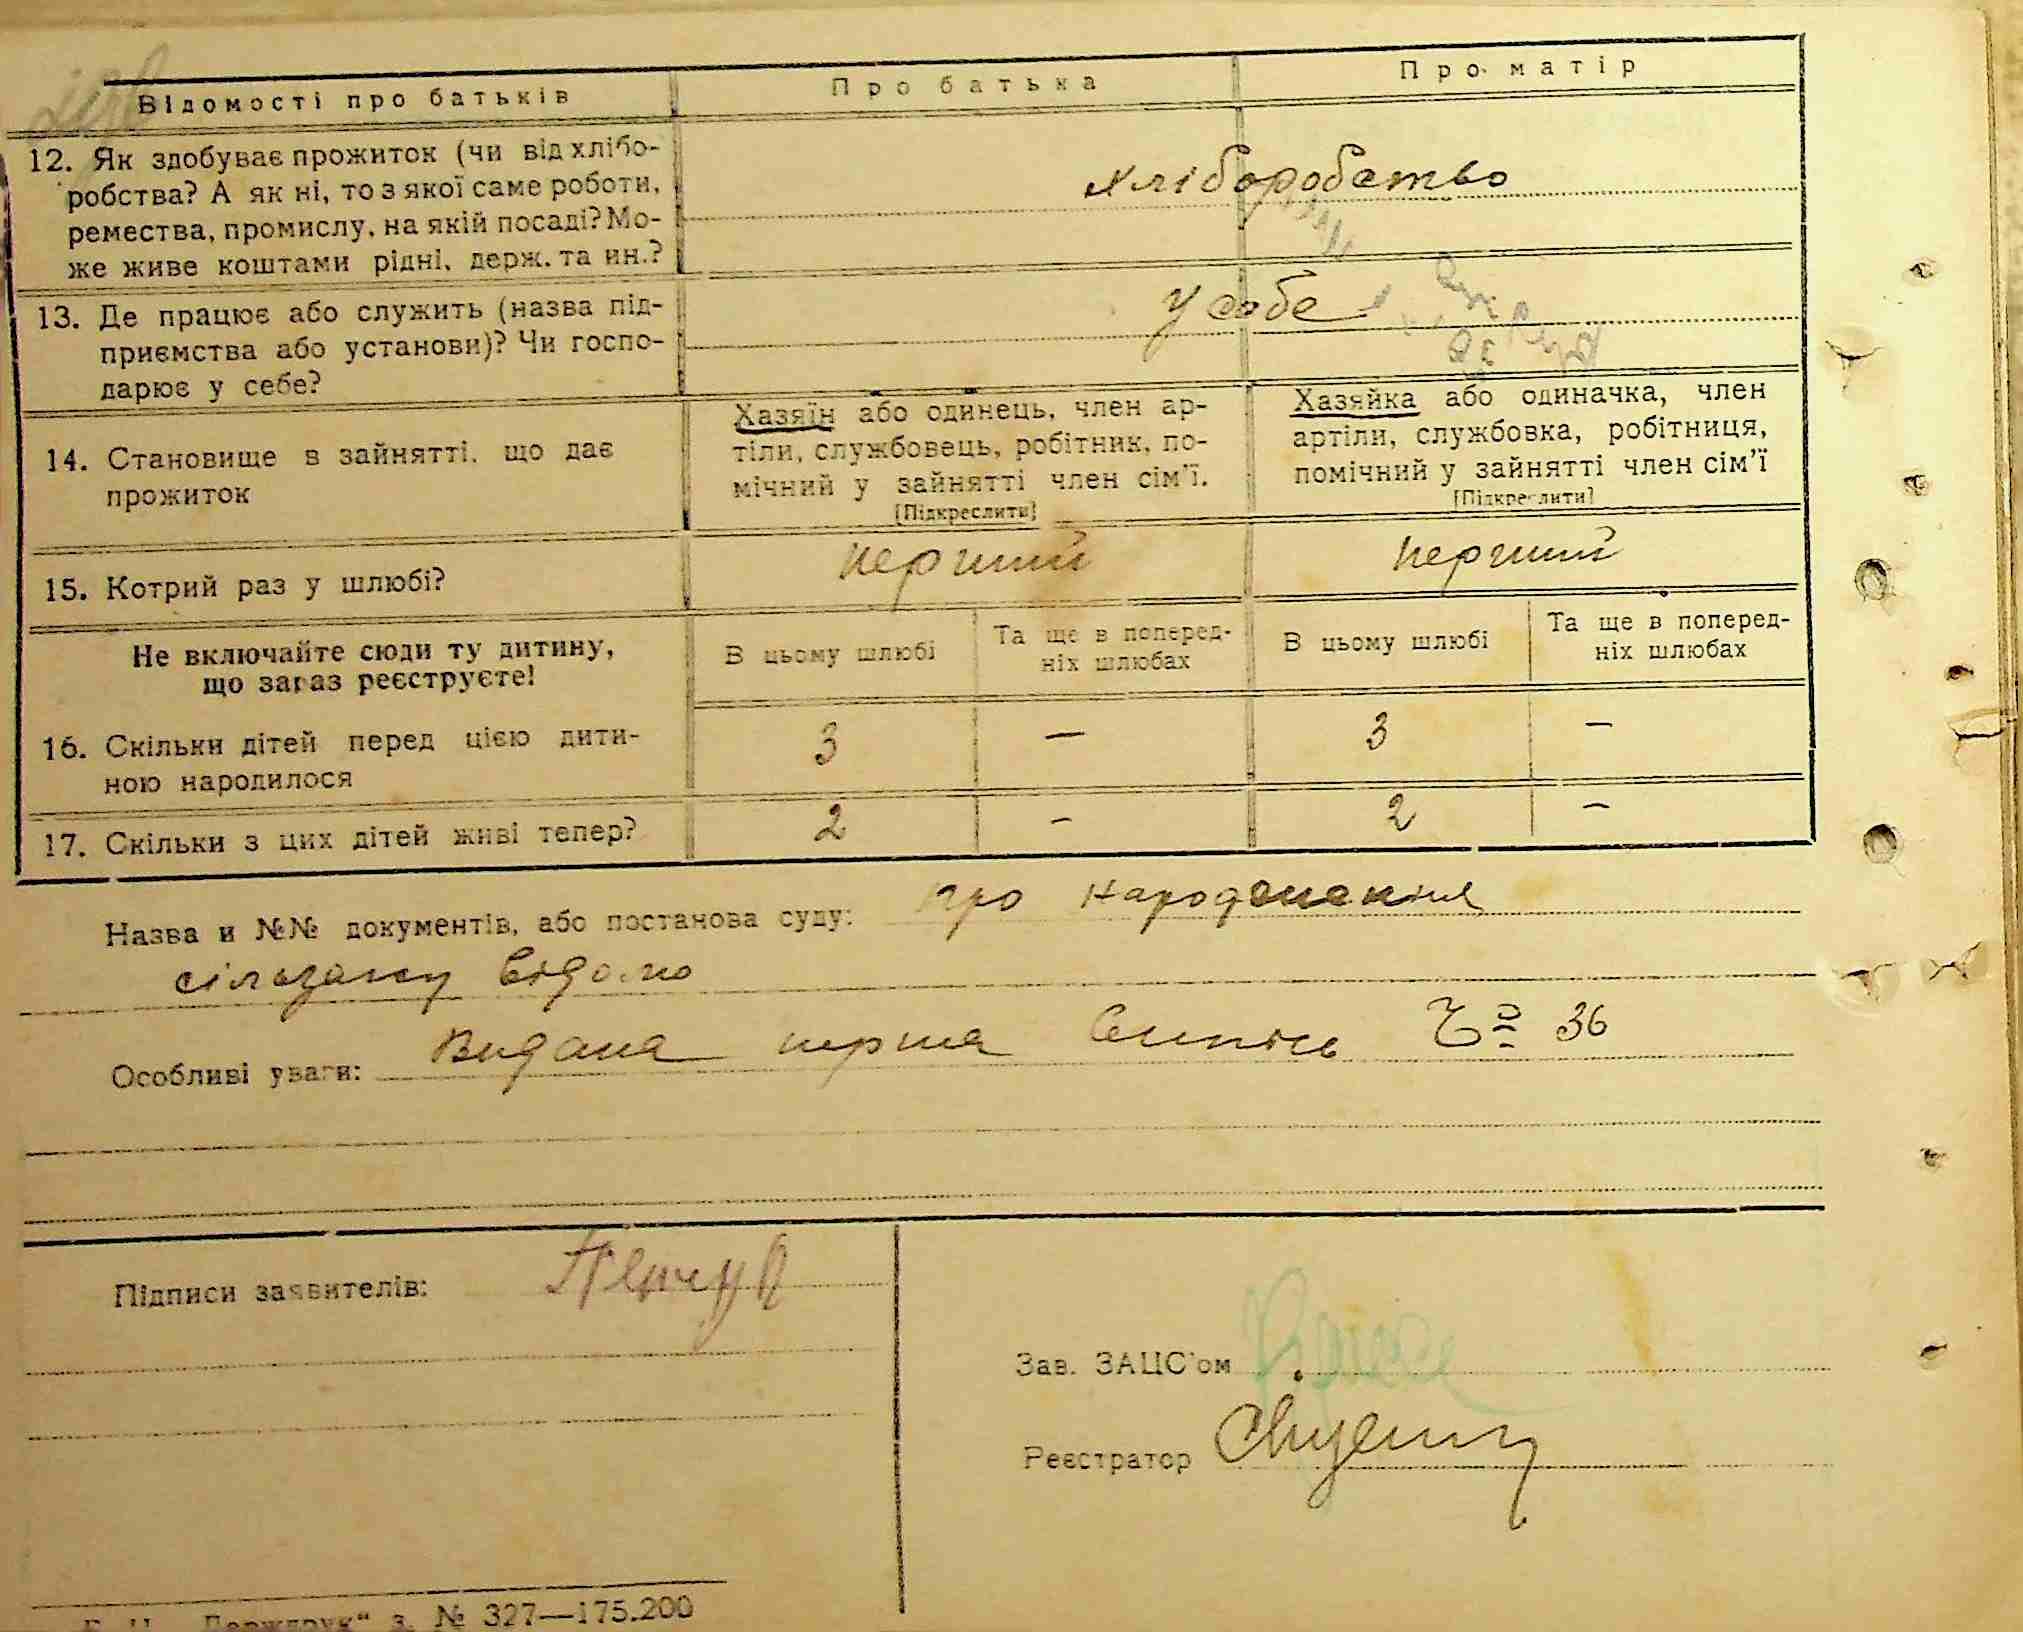 Відомості про батьків
Про батька
Про матір
12. Як здобуває прожиток (чи від хлібо-
робства? А як ні, то з якої саме роботи,
ремества, промислу, на якій посаді? Мо-
же живе коштами рідні, держ. та ин.?
хліборобство
13. Де працює або служить (назва під-
приємства або установи)? Чи госпо-
дарює у себе?
у собе
14. Становище в зайнятті, що дає
прожиток
Хазяїн або одинець, член ар-
тіли, службовець, робітник, по-
мічний у зайнятті член сім'ї.
[Підкреслити]
Хазяйка або одиначка, член
артіли, службовка, робітниця,
помічний у зайнятті член сім'ї
[Підкреслити]
15. Котрий раз у шлюбі?
перший
перший
Не включайте сюди ту дитину,
що зараз реєструєте!
В цьому шлюбі
Та ще в поперед-
ніх шлюбах
В цьому шлюбі
Та ще в поперед-
ніх шлюбах
16. Скільки дітей перед цією дити-
ною народилося
3 — 3 —
17. Скільки з цих дітей живі тепер?
2 - 2 -
Назва и №№ документів, або постанова суду: про народження
відомо
Особливі уваги: Видана перша 36
Підписи заявителів:
Зав. ЗАЦС'ом
Реєстратор
Держдрук" з. № 327—175.200